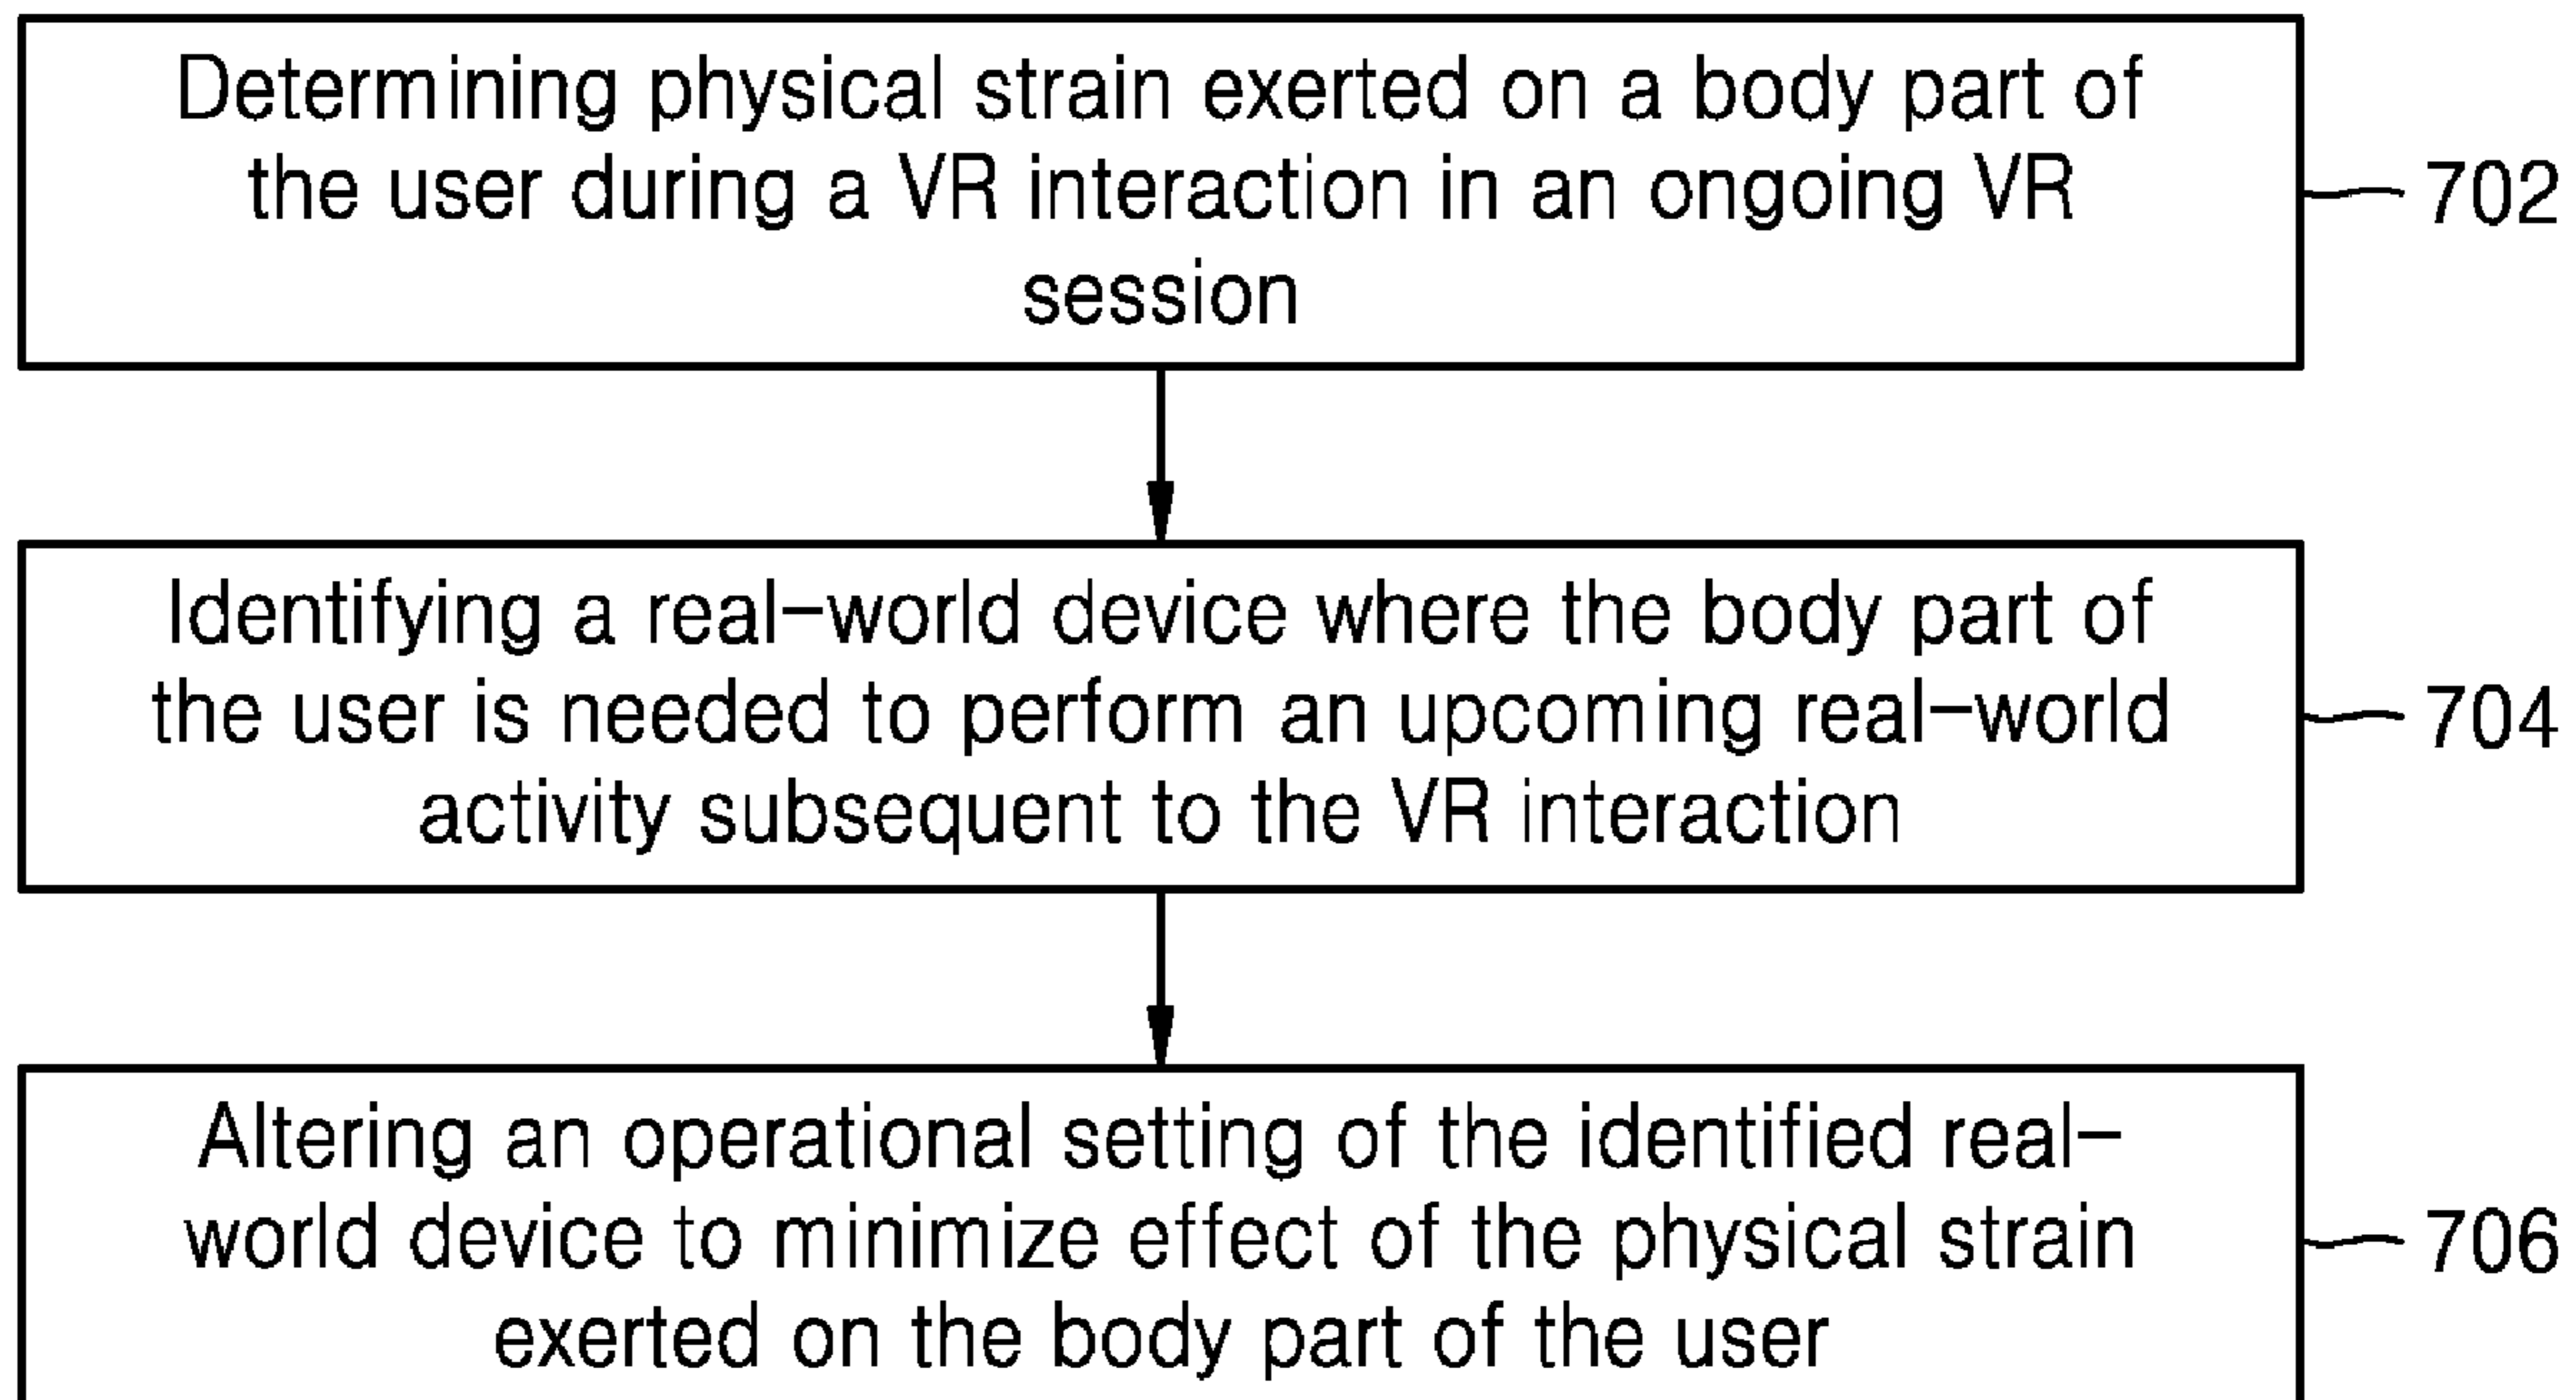 Determining physical strain exerted on a body part of
the user during a VR interaction in an ongoing VR
session
702
Identifying a real-world device where the body part of
the user is needed to perform an upcoming real-world
activity subsequent to the VR interaction
704
Altering an operational setting of the identified real-
world device to minimize effect of the physical strain
exerted on the body part of the user
706